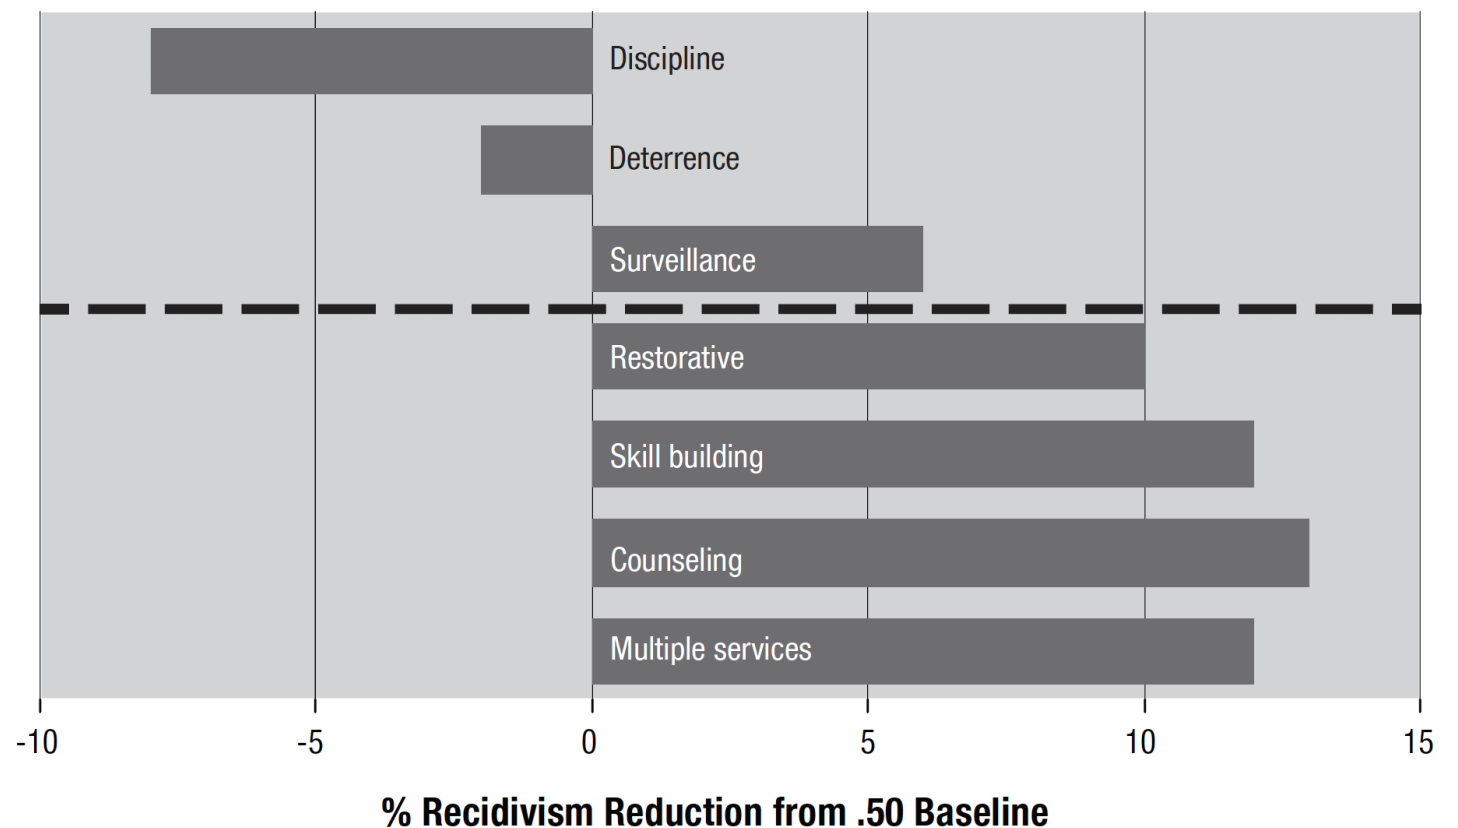 Discipline
Deterrence
Surveillance
Restorative
Skill building
Counseling
Multiple services
-10 -5 0 5 10 15
% Recidivism Reduction from .50 Baseline